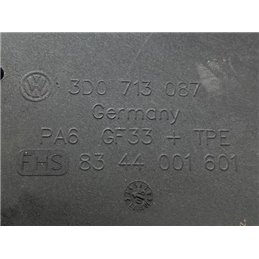 3D0 713 087
Germany
PA6 GF33 + TPE
FHS 83 44 001 601